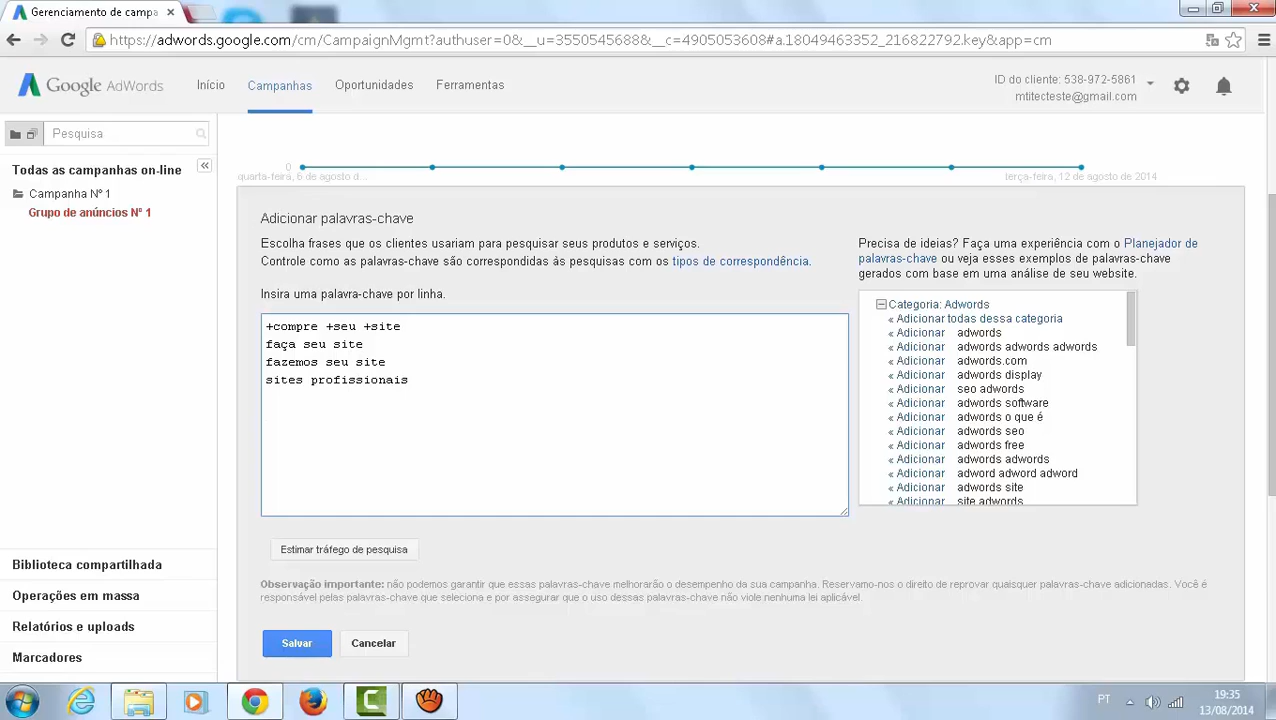 Gerenciamento de campa
https://adwords.google.com/cm/CampaignMgmt?authuser=0&__u=35505545688&__c=4905053608#a.18049463352_216822792.key&app=cm
Google AdWords
Início
Campanhas
Oportunidades
Ferramentas
ID do cliente: 538-972-5861
mtitecteste@gmail.com
Pesquisa
Todas as campanhas on-line
Campanha Nº 1
Grupo de anúncios Nº 1
0
quarta-feira, 6 de agosto d...
terça-feira, 12 de agosto de 2014
Adicionar palavras-chave
Escolha frases que os clientes usariam para pesquisar seus produtos e serviços.
Controle como as palavras-chave são correspondidas às pesquisas com os tipos de correspondência.
Insira uma palavra-chave por linha.
+compre +seu +site
faça seu site
fazemos seu site
sites profissionais
Precisa de ideias? Faça uma experiência com o Planejador de
palavras-chave ou veja esses exemplos de palavras-chave
gerados com base em uma análise de seu website.
Categoria: Adwords
« Adicionar todas dessa categoria
« Adicionar adwords
« Adicionar adwords adwords adwords
« Adicionar adwords.com
« Adicionar adwords display
« Adicionar seo adwords
« Adicionar adwords software
« Adicionar adwords o que é
« Adicionar adwords seo
« Adicionar adwords free
« Adicionar adwords adwords
« Adicionar adword adword adword
« Adicionar adwords site
« Adicionar site adwords
Estimar tráfego de pesquisa
Observação importante: não podemos garantir que essas palavras-chave melhorarão o desempenho da sua campanha. Reservamo-nos o direito de reprovar quaisquer palavras-chave adicionadas. Você é
responsável pelas palavras-chave que seleciona e por assegurar que o uso dessas palavras-chave não viole nenhuma lei aplicável.
Salvar
Cancelar
Biblioteca compartilhada
Operações em massa
Relatórios e uploads
Marcadores
PT
19:35
13/08/2014